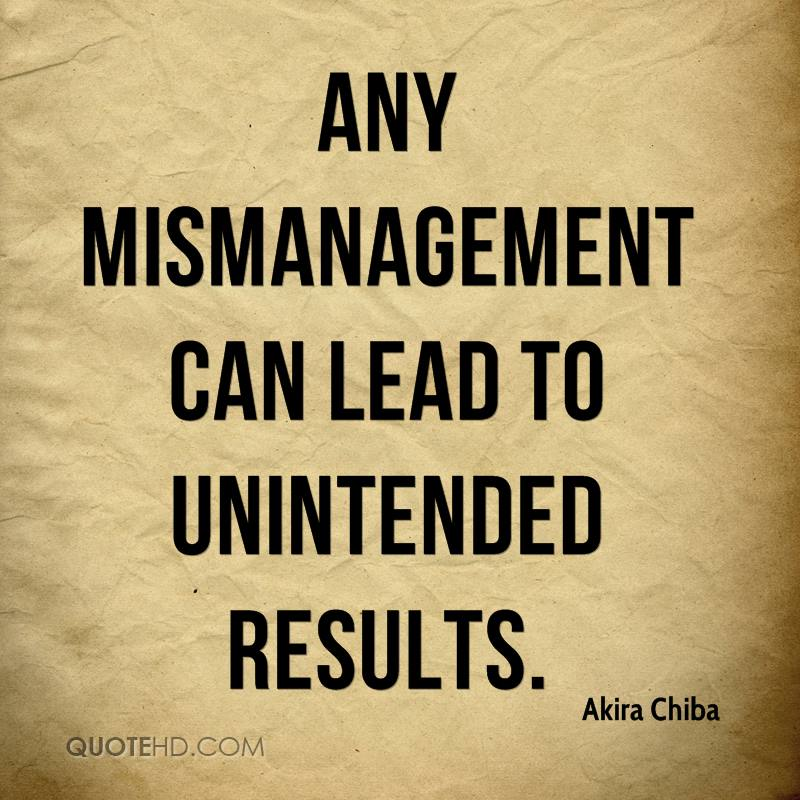 ANY
MISMANAGEMENT
CAN LEAD TO
UNINTENDED
RESULTS.
Akira Chiba
QUOTEHD.COM